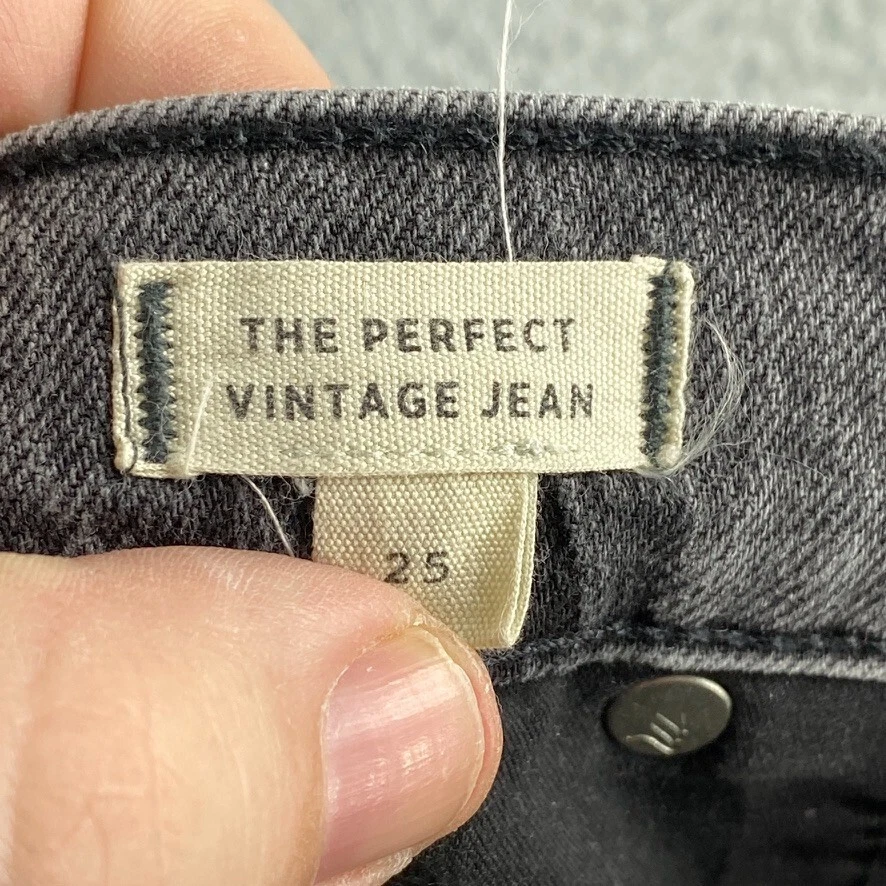 THE PERFECT
VINTAGE JEAN
25